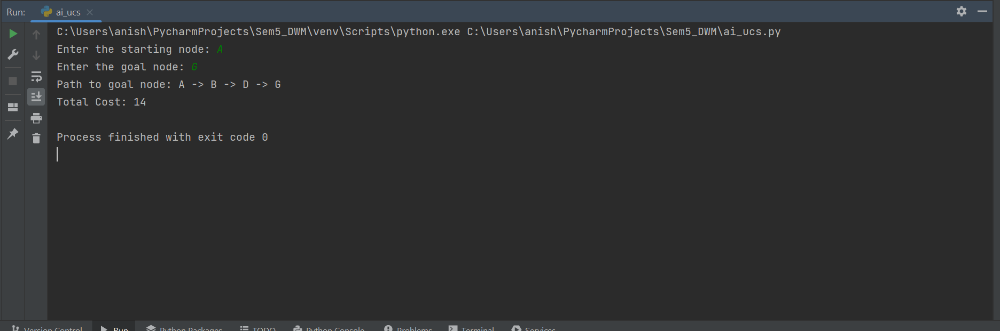 Run: ai_ucs
C:\Users\anish\PycharmProjects\Sem5_DWM\venv\Scripts\python.exe C:\Users\anish\PycharmProjects\Sem5_DWM\ai_ucs.py
Enter the starting node: A
Enter the goal node: G
Path to goal node: A -> B -> D -> G
Total Cost: 14
Process finished with exit code 0
Version Control Run Python Packages TODO Python Console Problems Terminal Services